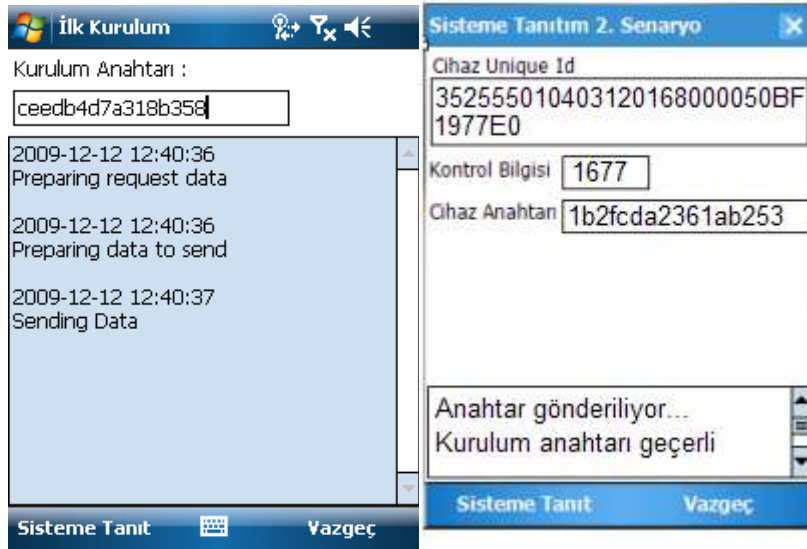 İlk Kurulum
Kurulum Anahtarı :
ceedb4d7a318b358
2009-12-12 12:40:36
Preparing request data
2009-12-12 12:40:36
Preparing data to send
2009-12-12 12:40:37
Sending Data
Sisteme Tanıt
Vazgeç
Sisteme Tanıtım 2. Senaryo
Cihaz Unique Id
352555010403120168000050BF
1977E0
Kontrol Bilgisi 1677
Cihaz Anahtarı 1b2fcda2361ab253
Anahtar gönderiliyor...
Kurulum anahtarı geçerli
Sisteme Tanıt Vazgeç